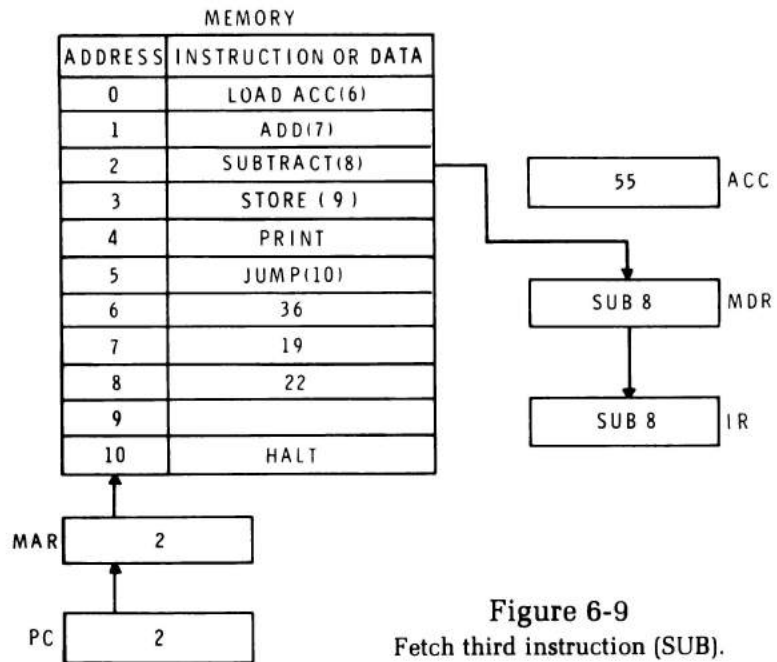 MEMORY
ADDRESS INSTRUCTION OR DATA
0 LOAD ACC(6)
1 ADD(7)
2 SUBTRACT(8)
3 STORE (9)
4 PRINT
5 JUMP(10)
6 36
7 19
8 22
9
10 HALT
55 ACC
SUB 8 MDR
SUB 8 IR
MAR 2
PC 2
Figure 6-9
Fetch third instruction (SUB).